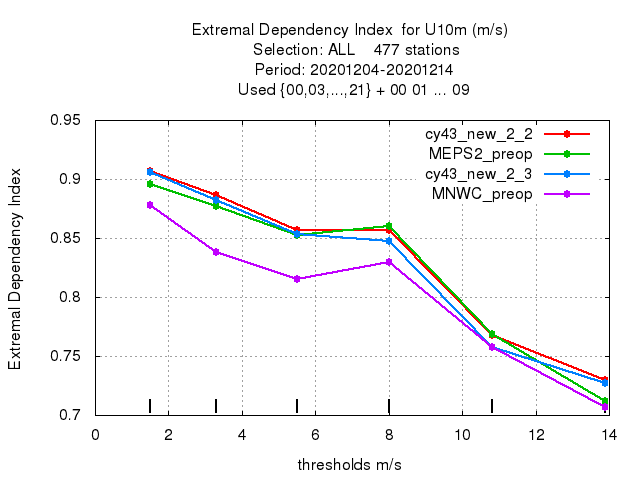 Extremal Dependency Index  for U10m (m/s)
Selection: ALL    477 stations
Period: 20201204-20201214
Used {00,03,...,21} + 00 01 ... 09
cy43_new_2_2
MEPS2_preop
cy43_new_2_3
MNWC_preop
Extremal Dependency Index
0.95
0.9
0.85
0.8
0.75
0.7
0 2 4 6 8 10 12 14
thresholds m/s